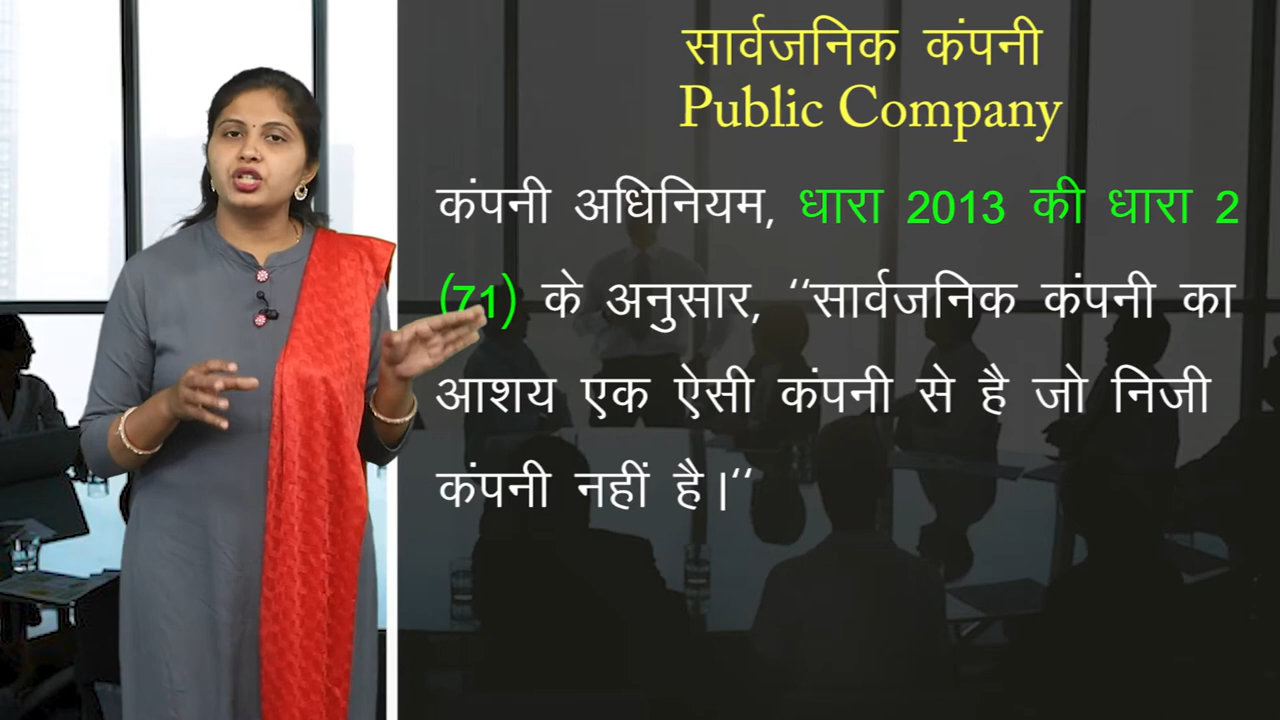 सार्वजनिक कंपनी
Public Company
कंपनी अधिनियम, धारा 2013 की धारा 2
(71) के अनुसार, ‘‘सार्वजनिक कंपनी का
आशय एक ऐसी कंपनी से है जो निजी
कंपनी नहीं है।‘‘